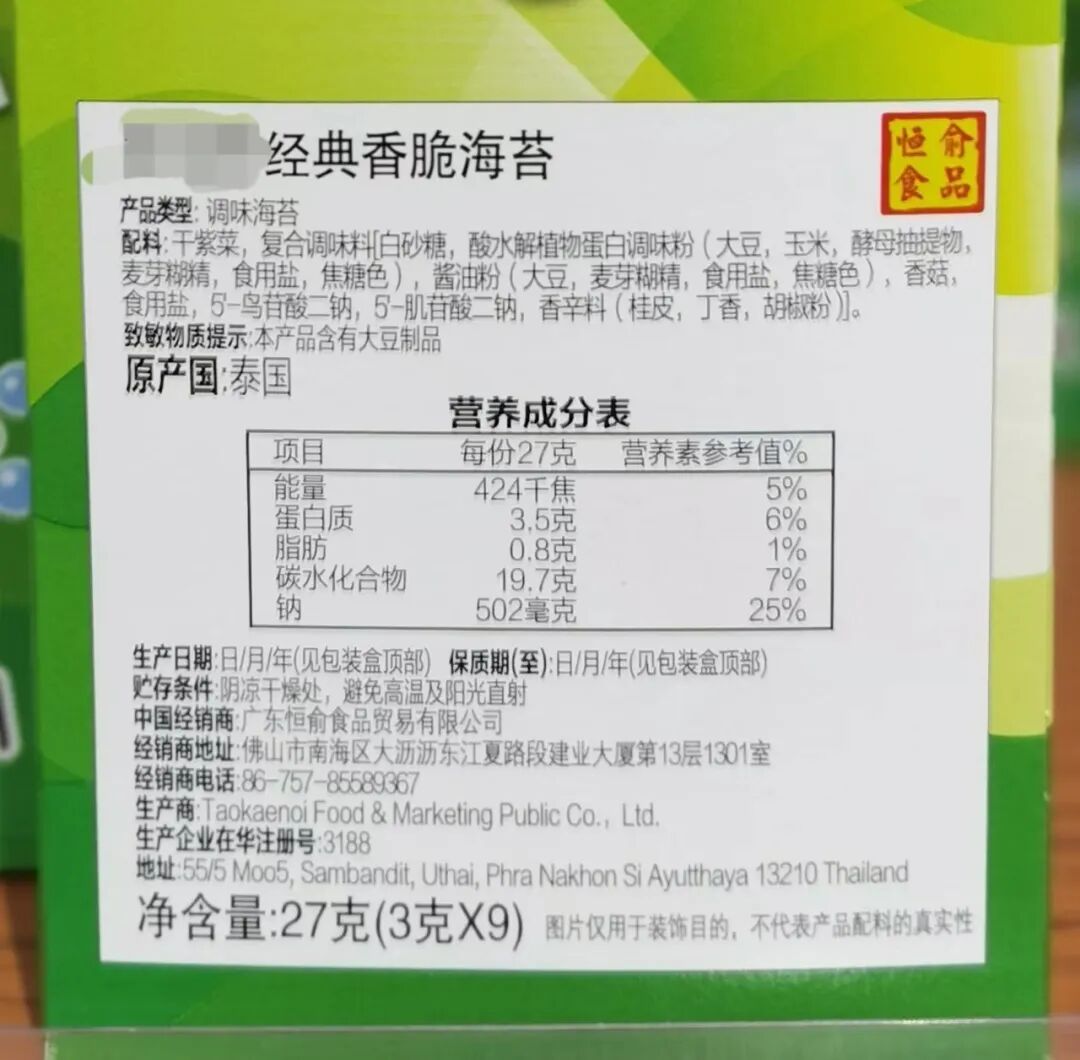 经典香脆海苔
恒俞
食品
产品类型: 调味海苔
配料: 干紫菜，复合调味料[白砂糖，酸水解植物蛋白调味粉（大豆，玉米，酵母抽提物，
麦芽糊精，食用盐，焦糖色），酱油粉（大豆，麦芽糊精，食用盐，焦糖色），香菇，
食用盐，5'-鸟苷酸二钠，5'-肌苷酸二钠，香辛料（桂皮，丁香，胡椒粉）]。
致敏物质提示:本产品含有大豆制品
原产国:泰国
营养成分表
项目 每份27克 营养素参考值%
能量 424千焦 5%
蛋白质 3.5克 6%
脂肪 0.8克 1%
碳水化合物 19.7克 7%
钠 502毫克 25%
生产日期:日/月/年(见包装盒顶部) 保质期(至):日/月/年(见包装盒顶部)
贮存条件:阴凉干燥处，避免高温及阳光直射
中国经销商:广东恒俞食品贸易有限公司
经销商地址:佛山市南海区大沥沥东江夏路段建业大厦第13层1301室
经销商电话:86-757-85589367
生产商:Taokaenoi Food & Marketing Public Co., Ltd.
生产企业在华注册号:3188
地址:55/5 Moo5, Sambandit, Uthai, Phra Nakhon Si Ayutthaya 13210 Thailand
净含量:27克(3克X9) 图片仅用于装饰目的，不代表产品配料的真实性